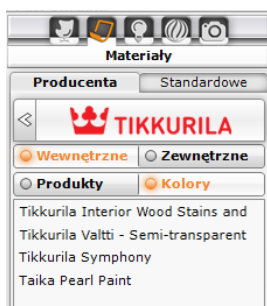 Materiały
Producenta Standardowe
TIKKURILA
Wewnętrzne Zewnętrzne
Produkty Kolory
Tikkurila Interior Wood Stains and
Tikkurila Valtti - Semi-transparent
Tikkurila Symphony
Taika Pearl Paint